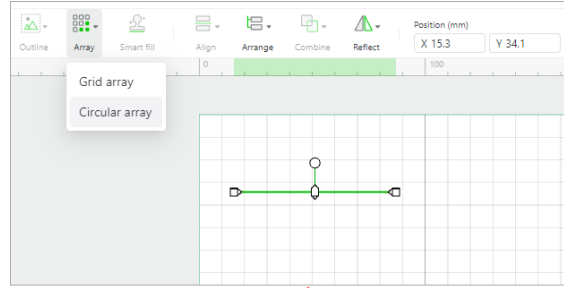 Outline
Array
Smart fill
Align
Arrange
Combine
Reflect
Position (mm)
X 15.3
Y 34.1
0
100
Grid array
Circular array